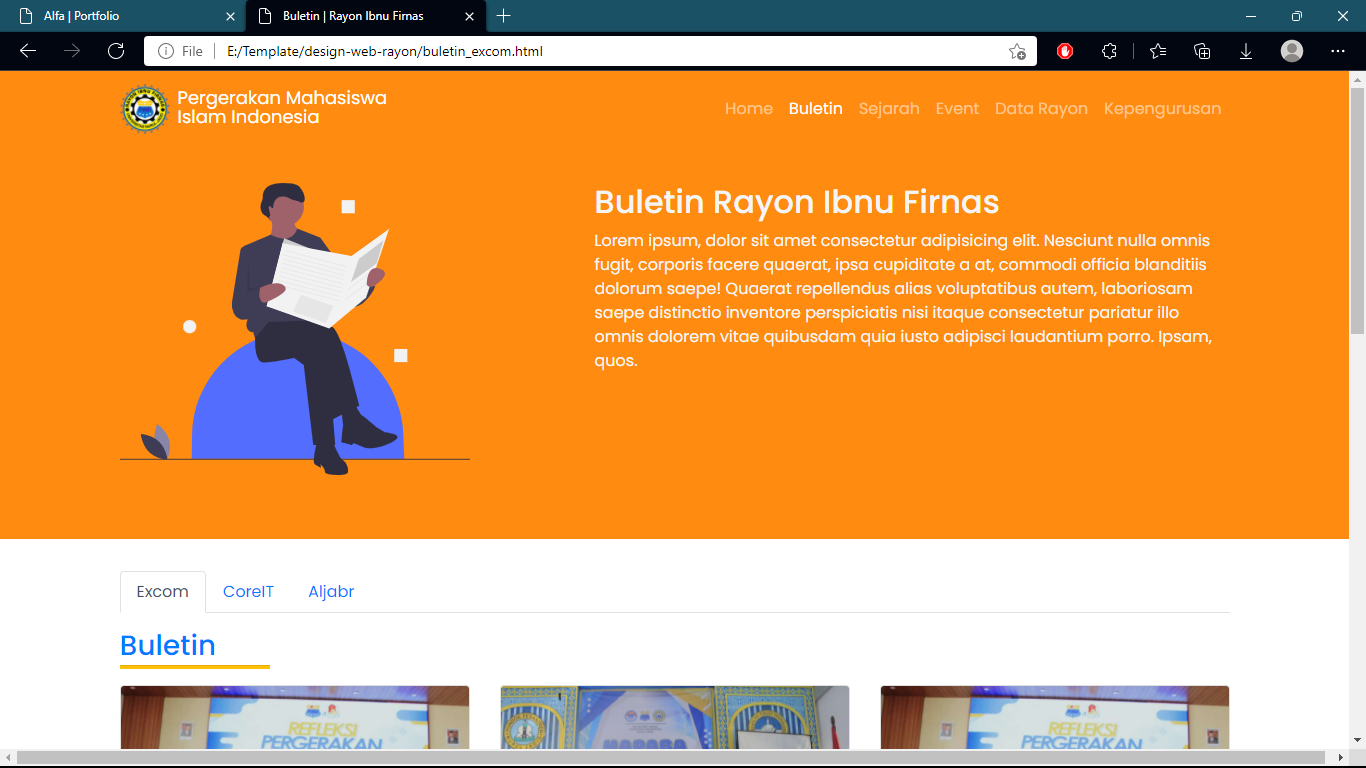 Alfa | Portfolio
Buletin | Rayon Ibnu Firnas
File
E:/Template/design-web-rayon/buletin_excom.html
Pergerakan Mahasiswa
Islam Indonesia
Home Buletin Sejarah Event Data Rayon Kepengurusan
Buletin Rayon Ibnu Firnas
Lorem ipsum, dolor sit amet consectetur adipisicing elit. Nesciunt nulla omnis
fugit, corporis facere quaerat, ipsa cupiditate a at, commodi officia blanditiis
dolorum saepe! Quaerat repellendus alias voluptatibus autem, laboriosam
saepe distinctio inventore perspiciatis nisi itaque consectetur pariatur illo
omnis dolorem vitae quibusdam quia iusto adipisci laudantium porro. Ipsam,
quos.
Excom CoreIT Aljabr
Buletin
REFLEKSI
PERGERAKAN
REFLEKSI
PERGERAKAN